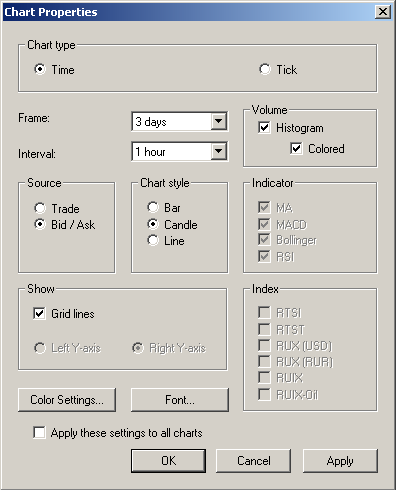 Chart Properties
Chart type
Time
Tick
Frame:
3 days
Interval:
1 hour
Volume
Histogram
Colored
Source
Trade
Bid / Ask
Chart style
Bar
Candle
Line
Indicator
MA
MACD
Bollinger
RSI
Show
Grid lines
Left Y-axis
Right Y-axis
Index
RTSI
RTST
RUX (USD)
RUX (RUR)
RUIX
RUIX-Oil
Color Settings...
Font...
Apply these settings to all charts
OK
Cancel
Apply